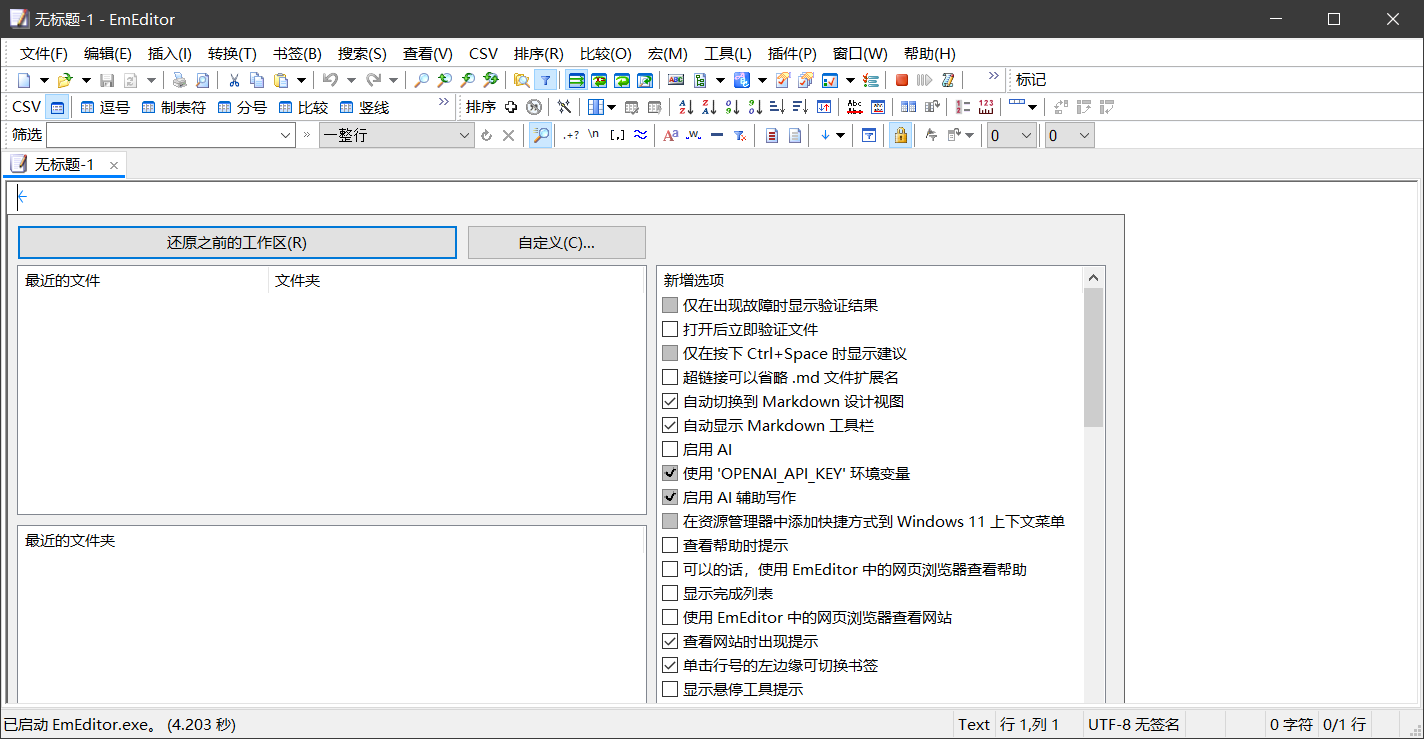 无标题-1 - EmEditor
文件(F) 编辑(E) 插入(I) 转换(T) 书签(B) 搜索(S) 查看(V) CSV 排序(R) 比较(O) 宏(M) 工具(L) 插件(P) 窗口(W) 帮助(H)
标记
CSV 逗号 制表符 分号 比较 竖线 排序
筛选 一整行 0 0
无标题-1
还原之前的工作区(R) 自定义(C)...
最近的文件 文件夹
最近的文件夹
新增选项
仅在出现故障时显示验证结果
打开后立即验证文件
仅在按下 Ctrl+Space 时显示建议
超链接可以省略 .md 文件扩展名
自动切换到 Markdown 设计视图
自动显示 Markdown 工具栏
启用 AI
使用 'OPENAI_API_KEY' 环境变量
启用 AI 辅助写作
在资源管理器中添加快捷方式到 Windows 11 上下文菜单
查看帮助时提示
可以的话，使用 EmEditor 中的网页浏览器查看帮助
显示完成列表
使用 EmEditor 中的网页浏览器查看网站
查看网站时出现提示
单击行号的左边缘可切换书签
显示悬停工具提示
已启动 EmEditor.exe。 (4.203 秒) Text 行 1,列 1 UTF-8 无签名 0 字符 0/1 行